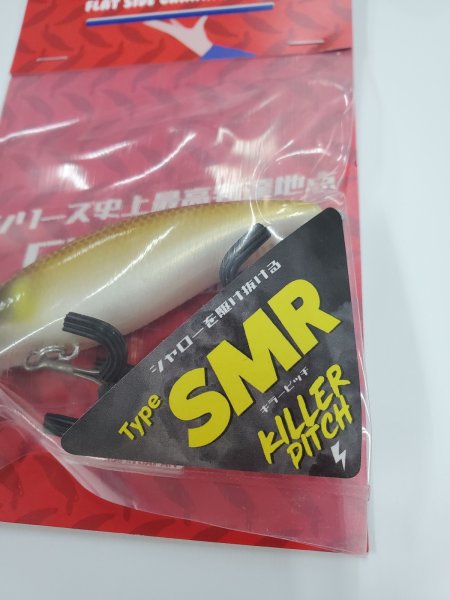 FLAT SIDE
シリーズ史上最高
シャローを駆け抜ける
Type SMR
キラーピッチ
KILLER
PITCH